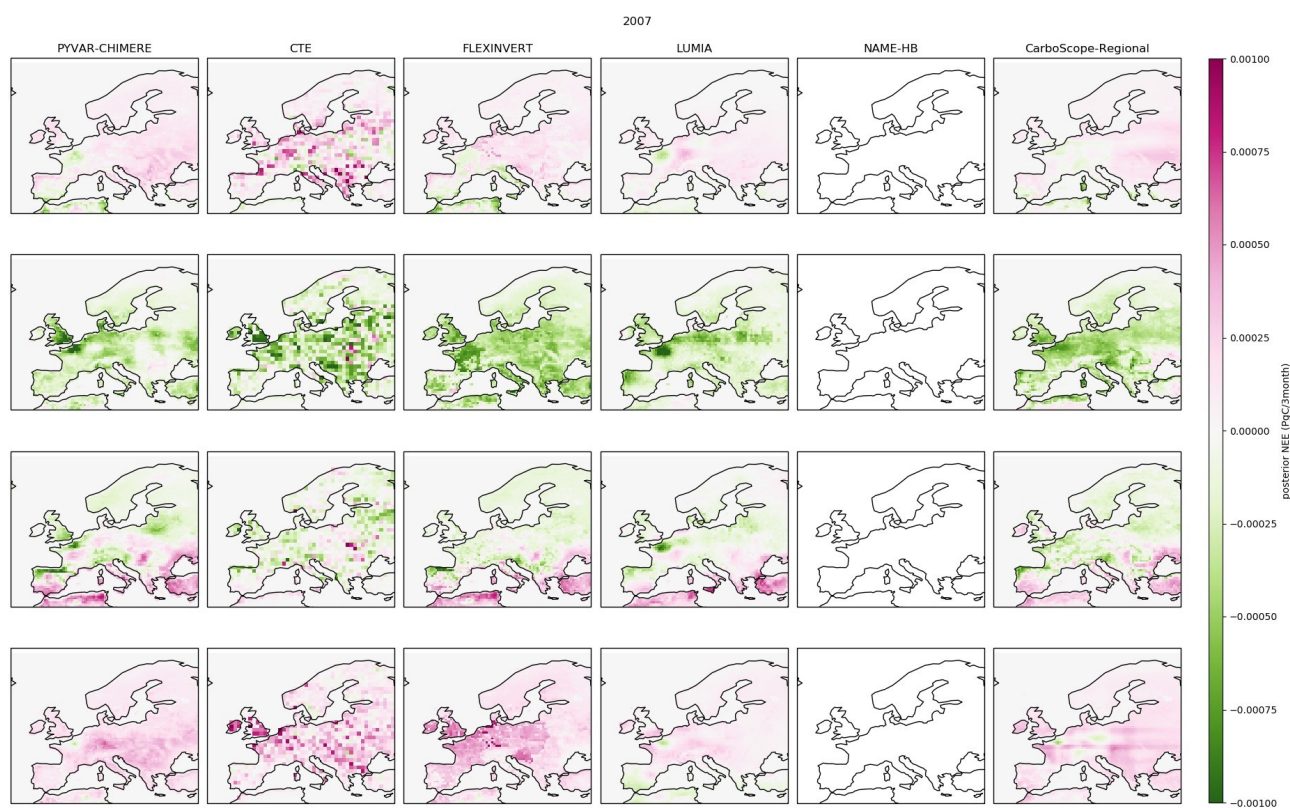 2007
PYVAR-CHIMERE
CTE
FLEXINVERT
LUMIA
NAME-HB
CarboScope-Regional
0.00100
0.00075
0.00050
0.00025
0.00000
−0.00025
−0.00050
−0.00075
−0.00100
posterior NEE (PgC/3month)